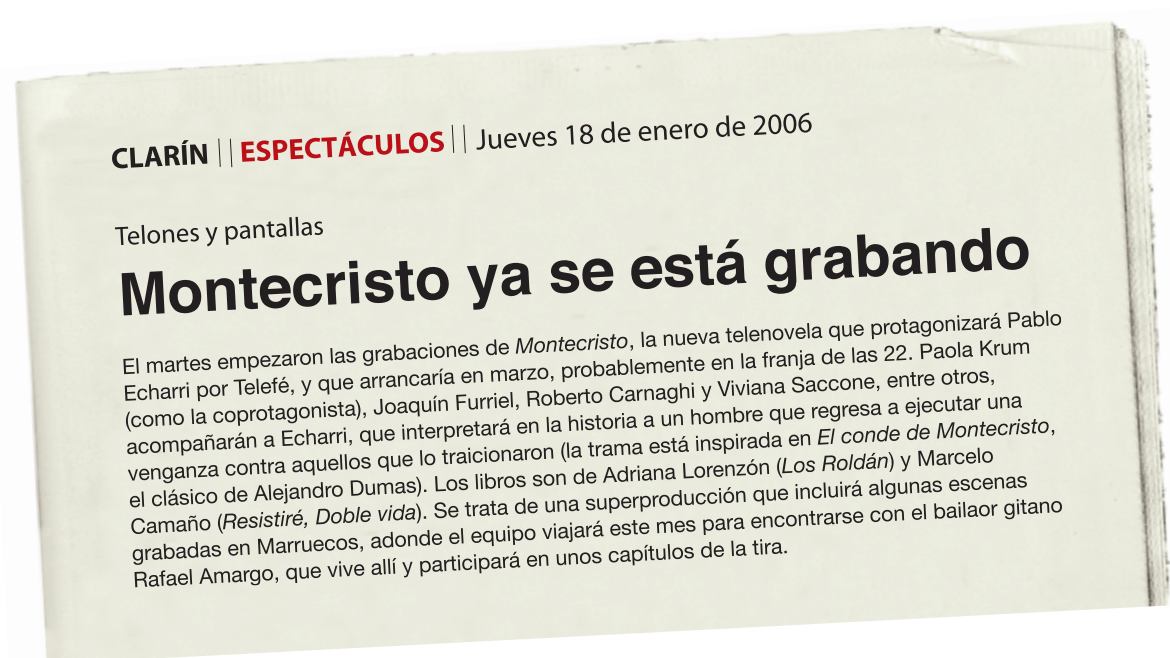 CLARÍN || ESPECTÁCULOS || Jueves 18 de enero de 2006
Telones y pantallas
Montecristo ya se está grabando
El martes empezaron las grabaciones de Montecristo, la nueva telenovela que protagonizará Pablo
Echarri por Telefé, y que arrancaría en marzo, probablemente en la franja de las 22. Paola Krum
(como la coprotagonista), Joaquín Furriel, Roberto Carnaghi y Viviana Saccone, entre otros,
acompañarán a Echarri, que interpretará en la historia a un hombre que regresa a ejecutar una
venganza contra aquellos que lo traicionaron (la trama está inspirada en El conde de Montecristo,
el clásico de Alejandro Dumas). Los libros son de Adriana Lorenzón (Los Roldán) y Marcelo
Camaño (Resistiré, Doble vida). Se trata de una superproducción que incluirá algunas escenas
grabadas en Marruecos, adonde el equipo viajará este mes para encontrarse con el bailaor gitano
Rafael Amargo, que vive allí y participará en unos capítulos de la tira.